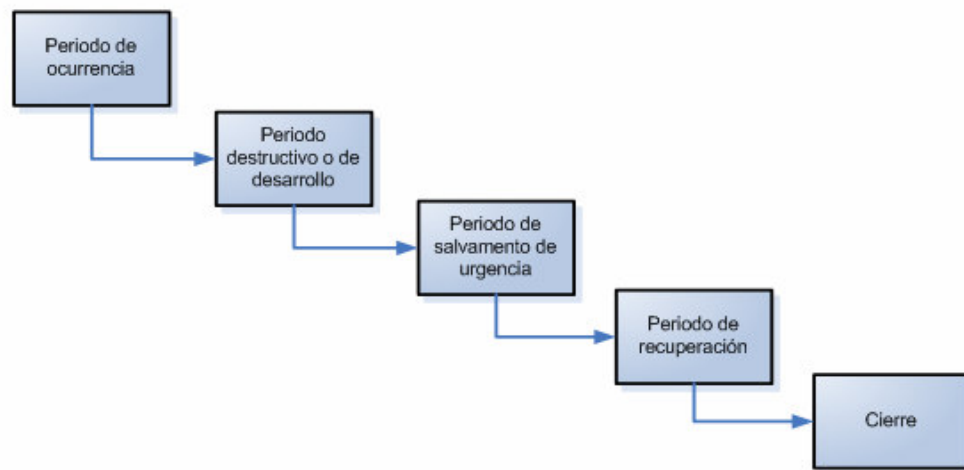 Periodo de
ocurrencia
Periodo
destructivo o de
desarrollo
Periodo de
salvamento de
urgencia
Periodo de
recuperación
Cierre